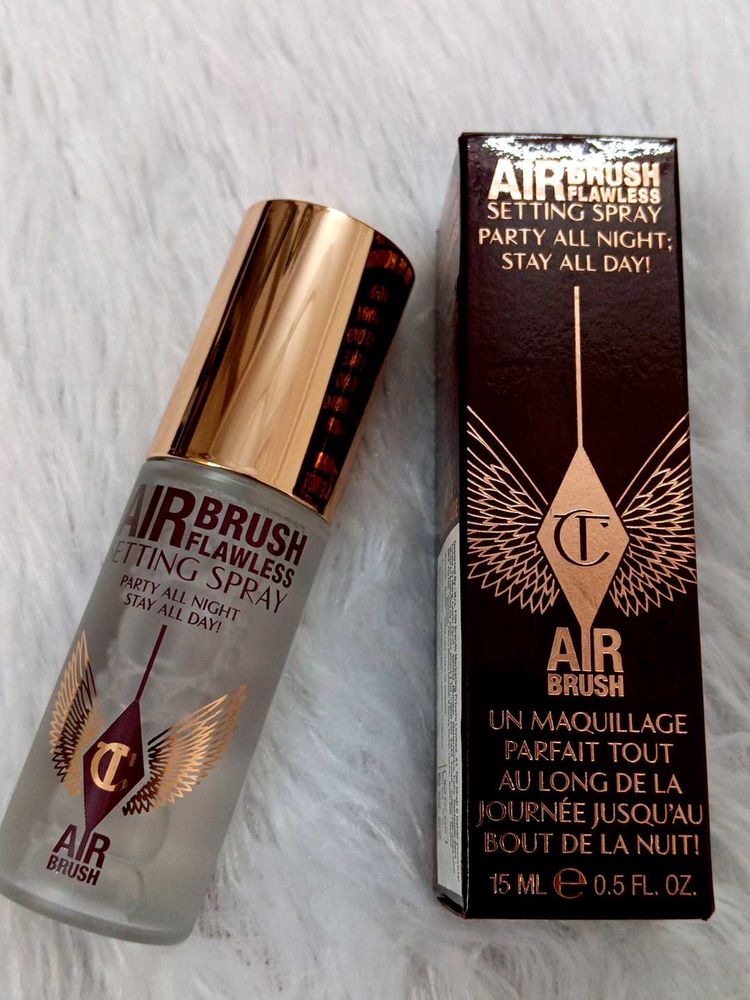 AIRBRUSH
FLAWLESS
SETTING SPRAY
PARTY ALL NIGHT
STAY ALL DAY!
CT
AIR
BRUSH
AIRBRUSH
FLAWLESS
SETTING SPRAY
PARTY ALL NIGHT;
STAY ALL DAY!
CT
AIR
BRUSH
UN MAQUILLAGE
PARFAIT TOUT
AU LONG DE LA
JOURNÉE JUSQU'AU
BOUT DE LA NUIT!
15 ML ℮ 0.5 FL. OZ.